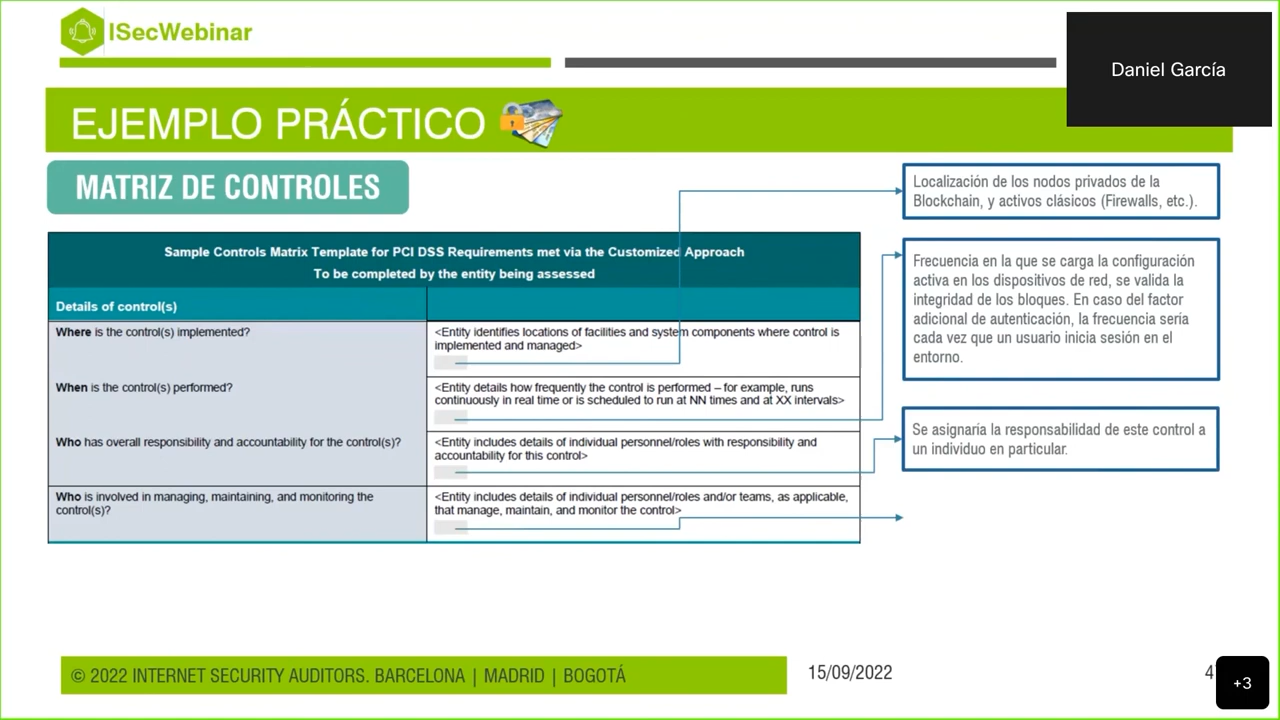 ISecWebinar
Daniel García
EJEMPLO PRÁCTICO
MATRIZ DE CONTROLES
Sample Controls Matrix Template for PCI DSS Requirements met via the Customized Approach
To be completed by the entity being assessed
Details of control(s)
Where is the control(s) implemented?
<Entity identifies locations of facilities and system components where control is
implemented and managed>
When is the control(s) performed?
<Entity details how frequently the control is performed – for example, runs
continuously in real time or is scheduled to run at NN times and at XX intervals>
Who has overall responsibility and accountability for the control(s)?
<Entity includes details of individual personnel/roles with responsibility and
accountability for this control>
Who is involved in managing, maintaining, and monitoring the
control(s)?
<Entity includes details of individual personnel/roles and/or teams, as applicable,
that manage, maintain, and monitor the control>
Localización de los nodos privados de la
Blockchain, y activos clásicos (Firewalls, etc.).
Frecuencia en la que se carga la configuración
activa en los dispositivos de red, se valida la
integridad de los bloques. En caso del factor
adicional de autenticación, la frecuencia sería
cada vez que un usuario inicia sesión en el
entorno.
Se asignaría la responsabilidad de este control a
un individuo en particular.
© 2022 INTERNET SECURITY AUDITORS. BARCELONA | MADRID | BOGOTÁ
15/09/2022
+3